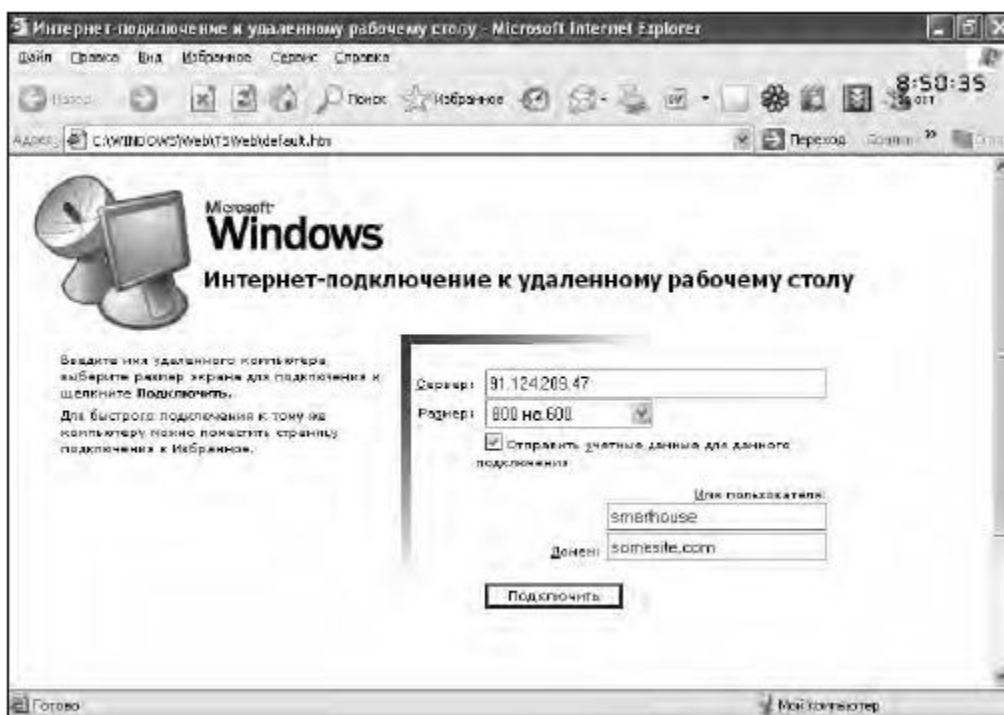 Интернет-подключение к удаленному рабочему столу - Microsoft Internet Explorer
Файл Правка Вид Избранное Сервис Справка
Назад Поиск Избранное
8:50:35
Адрес: C:\WINDOWS\Web\TSWeb\default.htm Переход »
Microsoft
Windows
Интернет-подключение к удаленному рабочему столу
Введите имя удаленного компьютера,
выберите размер экрана для подключения и
щелкните Подключить.
Для быстрого подключения к тому же
компьютеру можно поместить страницу
подключения в Избранное.
Сервер: 91.124.209.47
Размер: 800 на 600
Отправить учетные данные для данного
подключения
Имя пользователя:
smarhouse
Домен: somesite.com
Подключить
Готово Мой компьютер